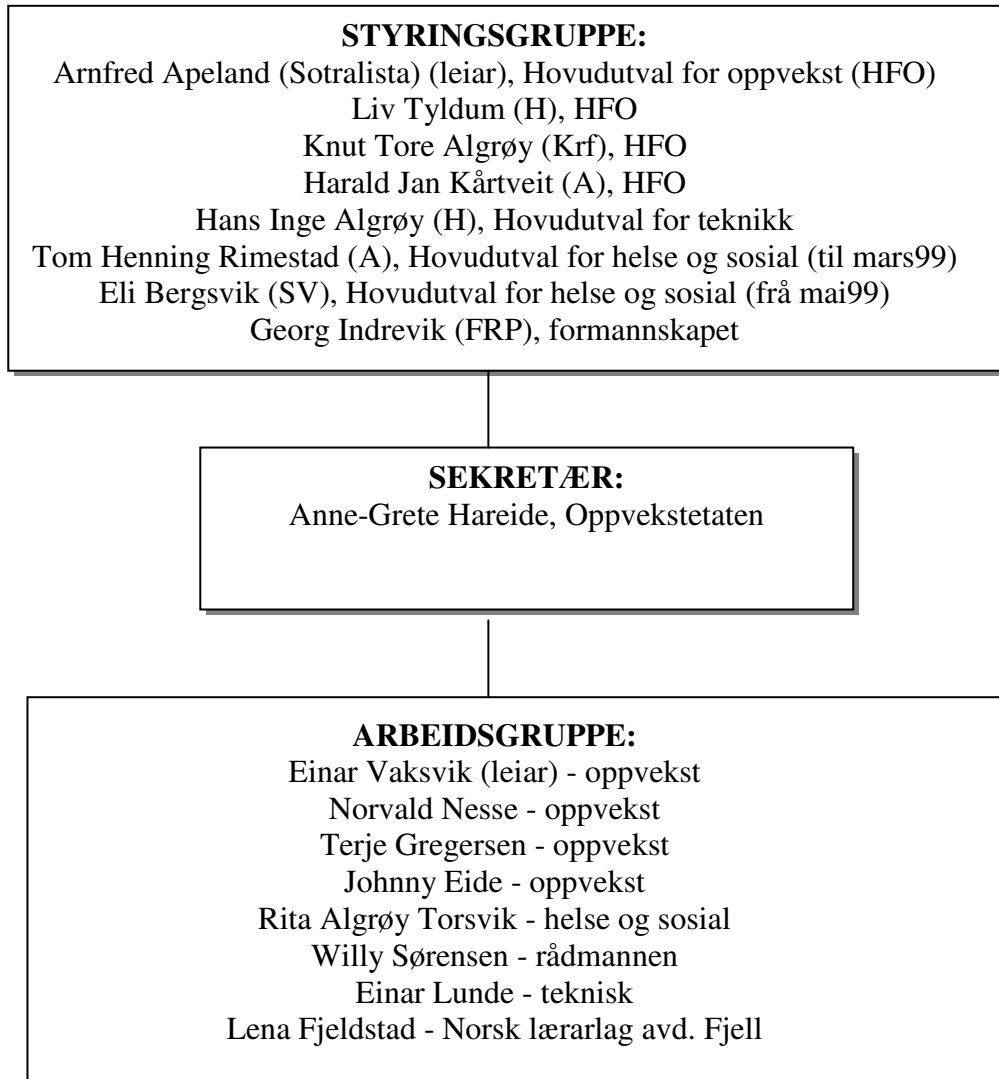 STYRINGSGRUPPE:
Arnfred Apeland (Sotralista) (leiar), Hovudutval for oppvekst (HFO)
Liv Tyldum (H), HFO
Knut Tore Algrøy (Krf), HFO
Harald Jan Kårtveit (A), HFO
Hans Inge Algrøy (H), Hovudutval for teknikk
Tom Henning Rimestad (A), Hovudutval for helse og sosial (til mars99)
Eli Bergsvik (SV), Hovudutval for helse og sosial (frå mai99)
Georg Indrevik (FRP), formannskapet
SEKRETÆR:
Anne-Grete Hareide, Oppvekstetaten
ARBEIDSGRUPPE:
Einar Vaksvik (leiar) - oppvekst
Norvald Nesse - oppvekst
Terje Gregersen - oppvekst
Johnny Eide - oppvekst
Rita Algrøy Torsvik - helse og sosial
Willy Sørensen - rådmannen
Einar Lunde - teknisk
Lena Fjeldstad - Norsk lærarlag avd. Fjell